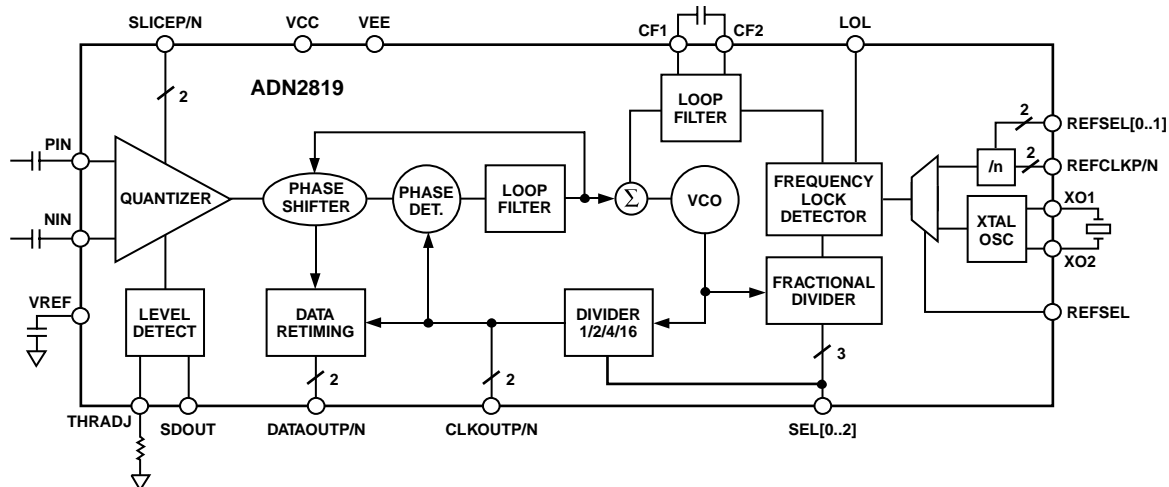 SLICEP/N
VCC
VEE
CF1
CF2
LOL
ADN2819
2
LOOP
FILTER
2
REFSEL[0..1]
PIN
QUANTIZER
PHASE
SHIFTER
PHASE
DET.
LOOP
FILTER
Σ
VCO
FREQUENCY
LOCK
DETECTOR
/n
2
REFCLKP/N
NIN
XTAL
OSC
XO1
XO2
VREF
LEVEL
DETECT
DATA
RETIMING
DIVIDER
1/2/4/16
FRACTIONAL
DIVIDER
REFSEL
2
2
3
THRADJ
SDOUT
DATAOUTP/N
CLKOUTP/N
SEL[0..2]